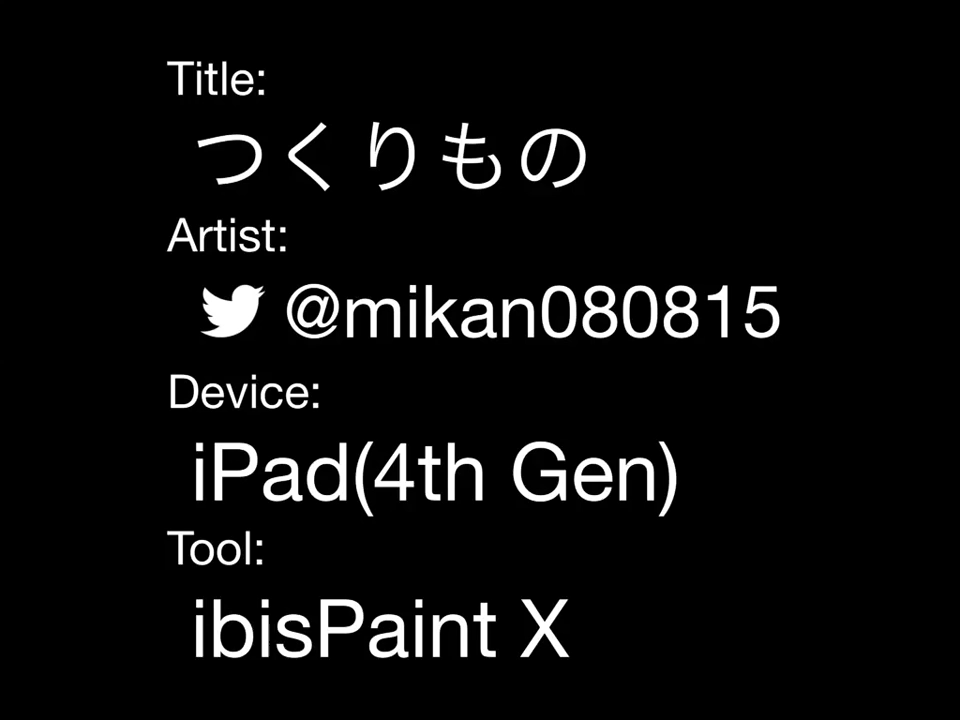 Title:
つくりもの
Artist:
@mikan080815
Device:
iPad(4th Gen)
Tool:
ibisPaint X